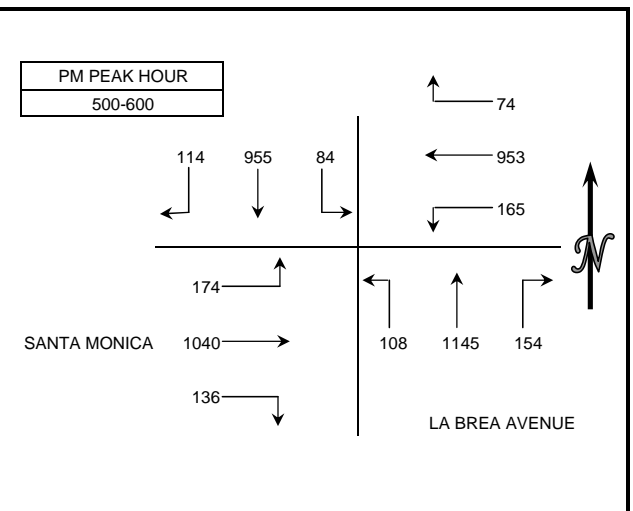 PM PEAK HOUR
500-600
74
114 955 84
953
165
174
N
SANTA MONICA 1040
108 1145 154
136
LA BREA AVENUE